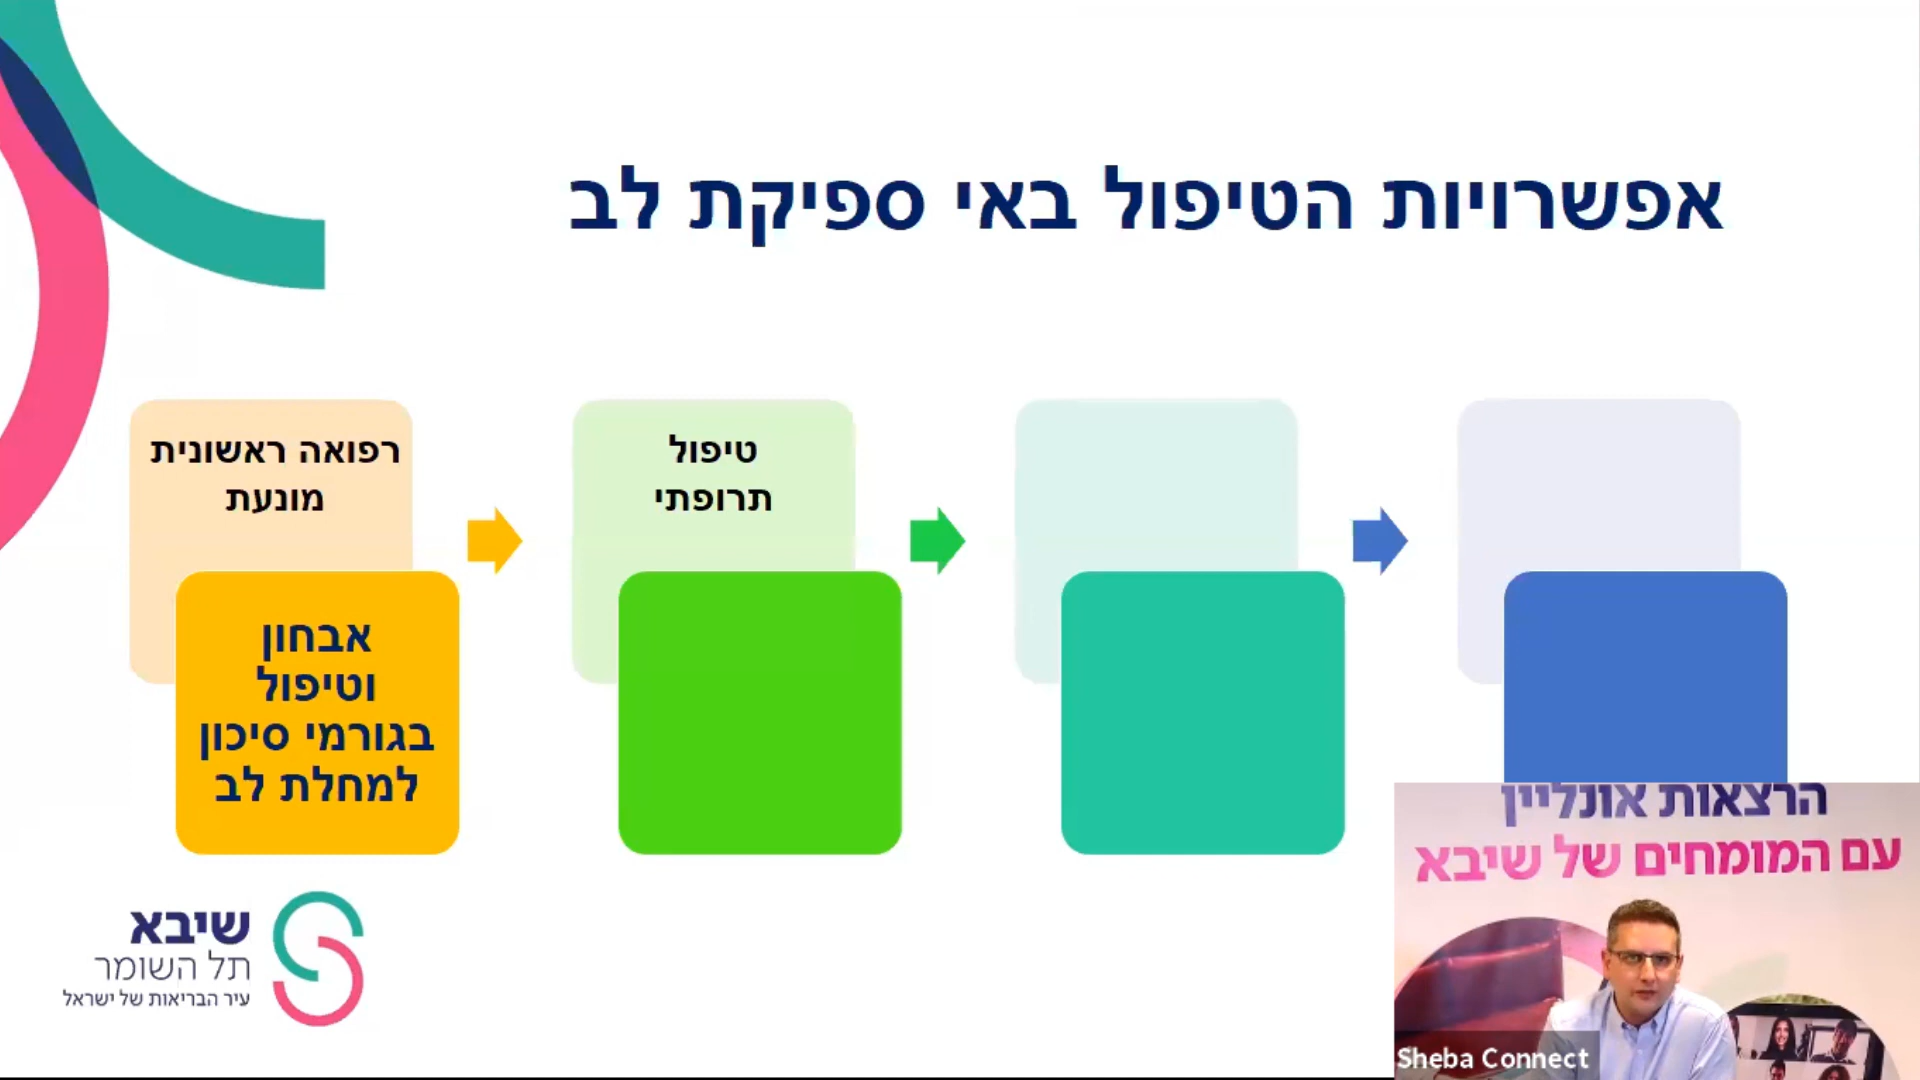 אפשרויות הטיפול באי ספיקת לב
רפואה ראשונית
מונעת
אבחון
וטיפול
בגורמי סיכון
למחלת לב
טיפול
תרופתי
שיבא
תל השומר
עיר הבריאות של ישראל
הרצאות אונליין
עם המומחים של שיבא
Sheba Connect